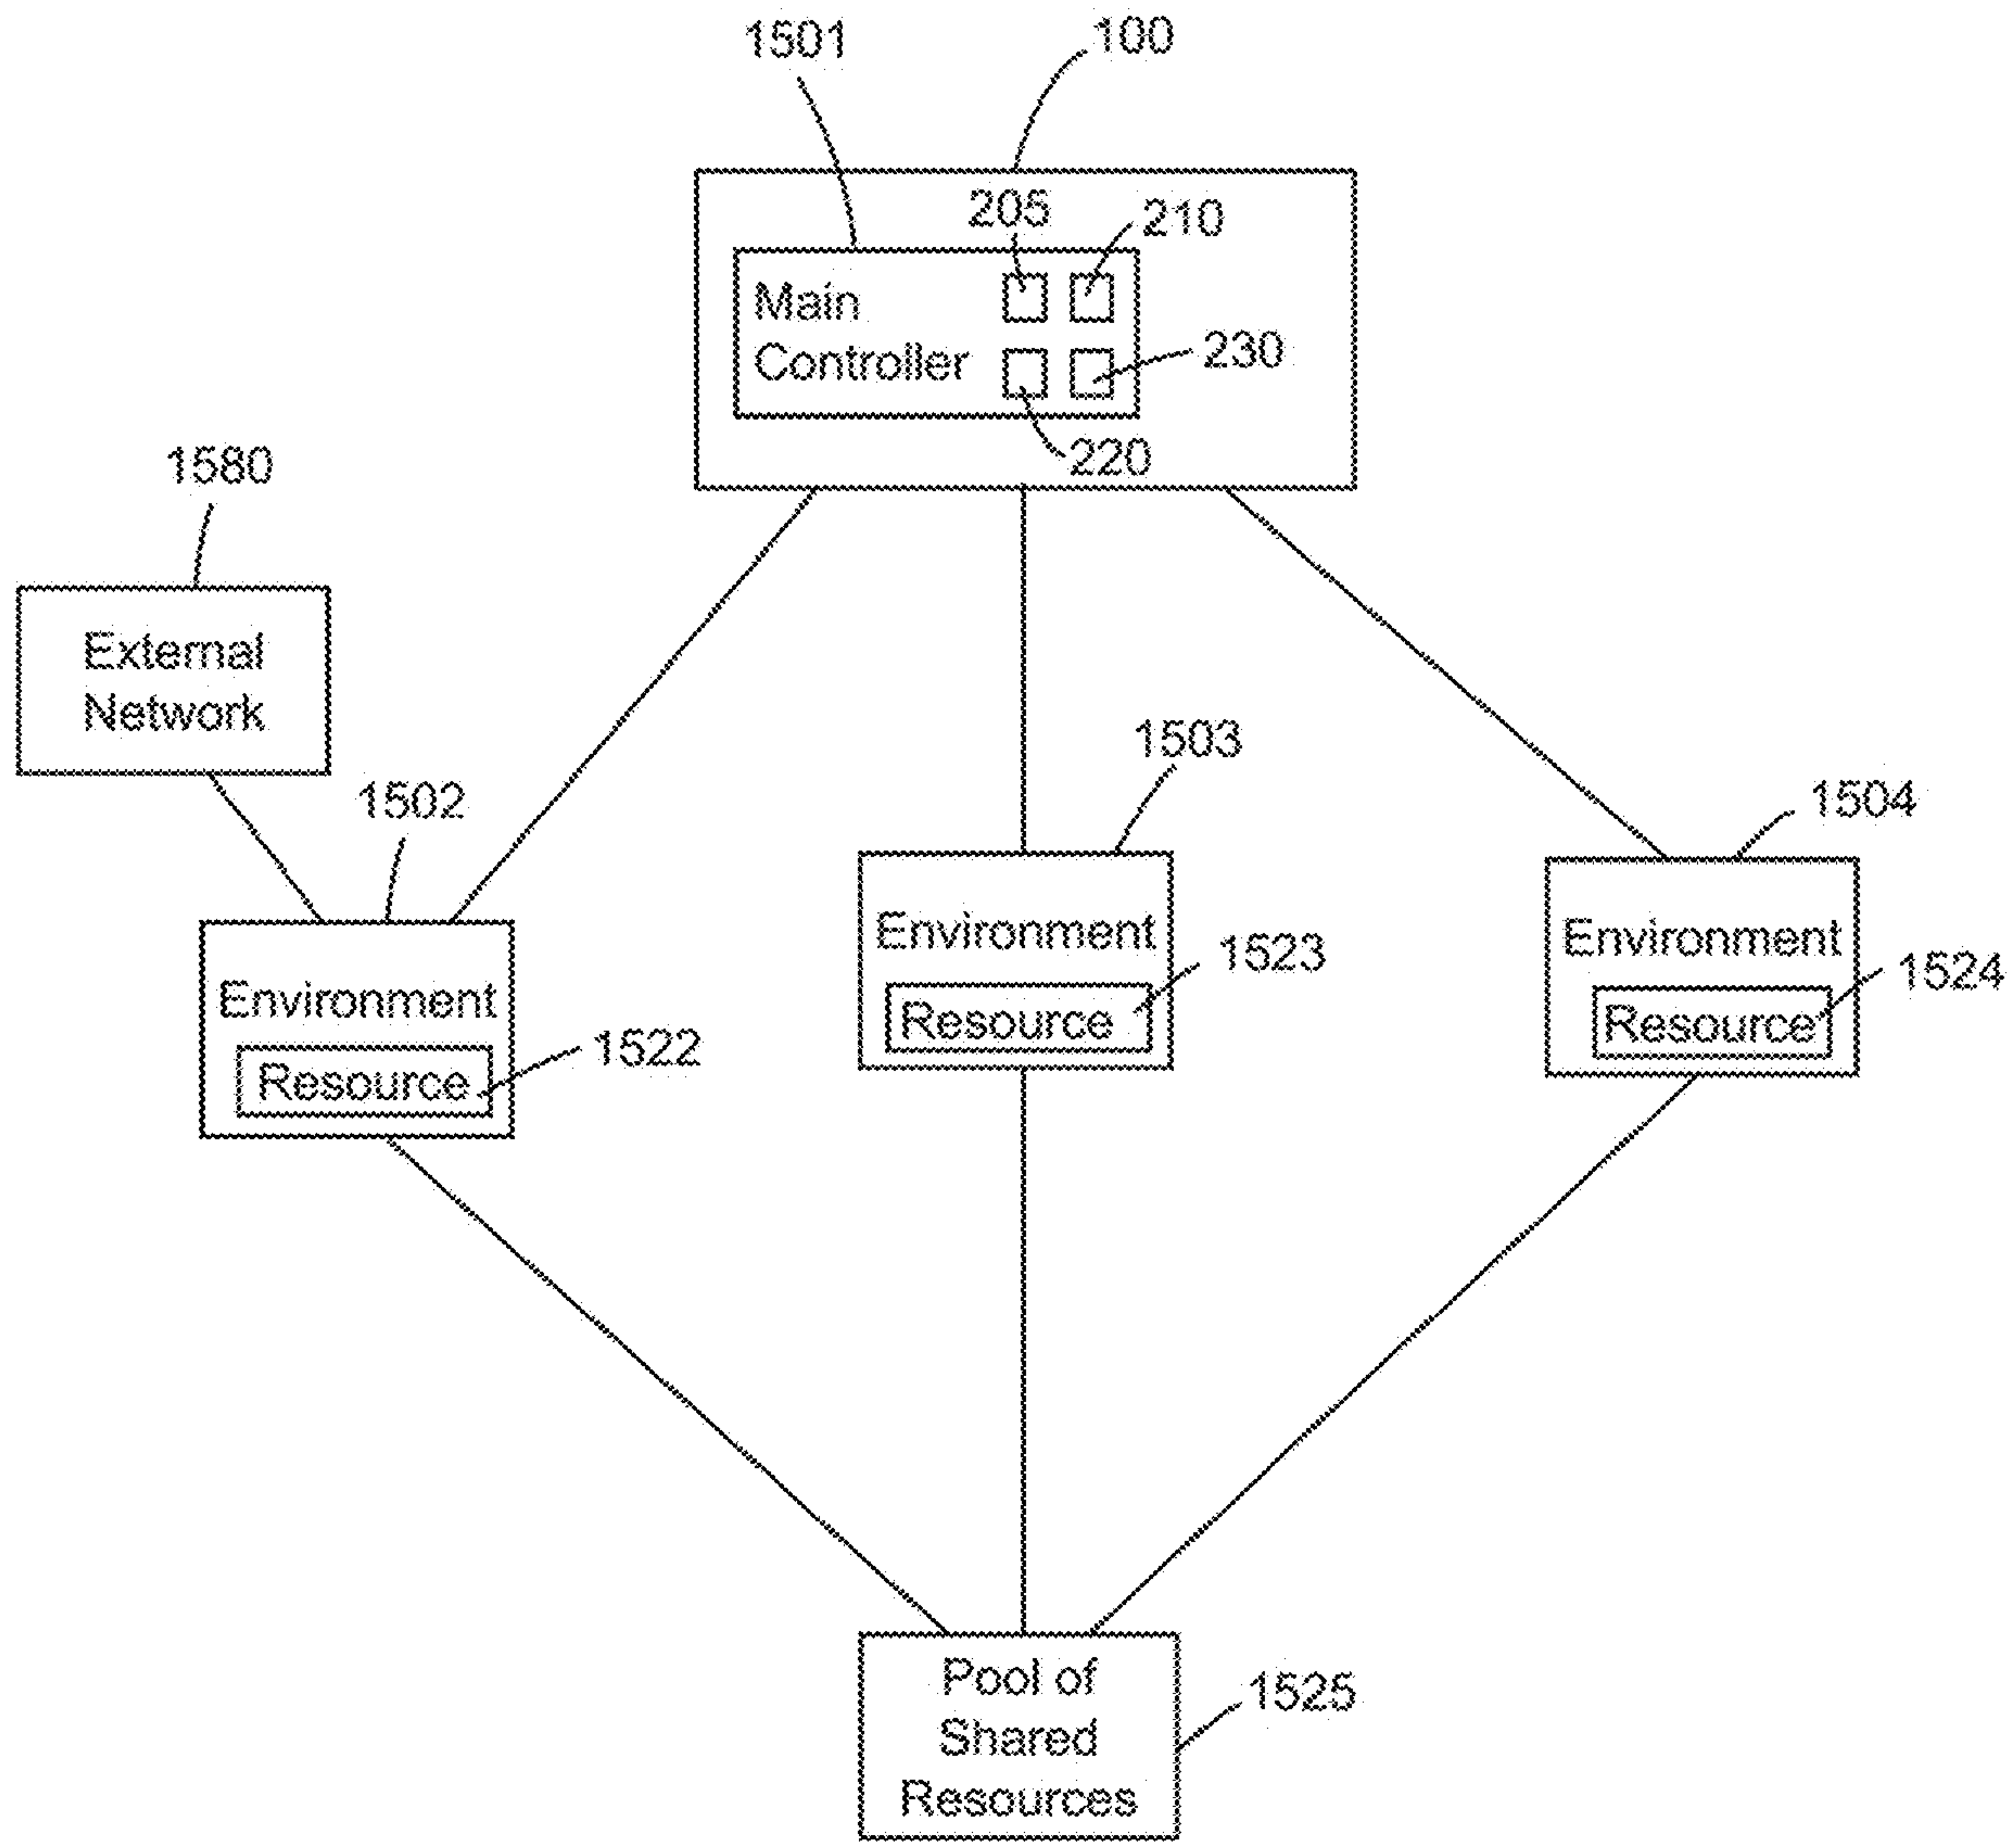 1501
100
205
210
Main
Controller
230
220
1580
External
Network
1502
1503
1504
Environment
1523
Resource
Environment
1524
Resource
Environment
1522
Resource
Pool of
Shared
Resources
1525